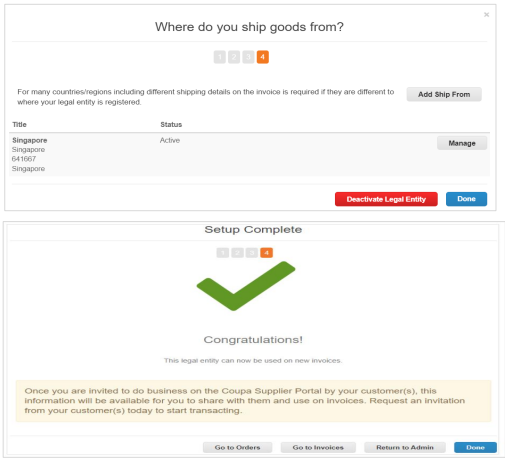 Where do you ship goods from?
×
1 2 3 4
For many countries/regions including different shipping details on the invoice is required if they are different to
where your legal entity is registered.
Add Ship From
Title Status
Singapore Active
Singapore
641667
Singapore
Manage
Deactivate Legal Entity Done
Setup Complete
1 2 3 4
Congratulations!
This legal entity can now be used on new invoices.
Once you are invited to do business on the Coupa Supplier Portal by your customer(s), this
information will be available for you to share with them and use on invoices. Request an invitation
from your customer(s) today to start transacting.
Go to Orders Go to Invoices Return to Admin Done